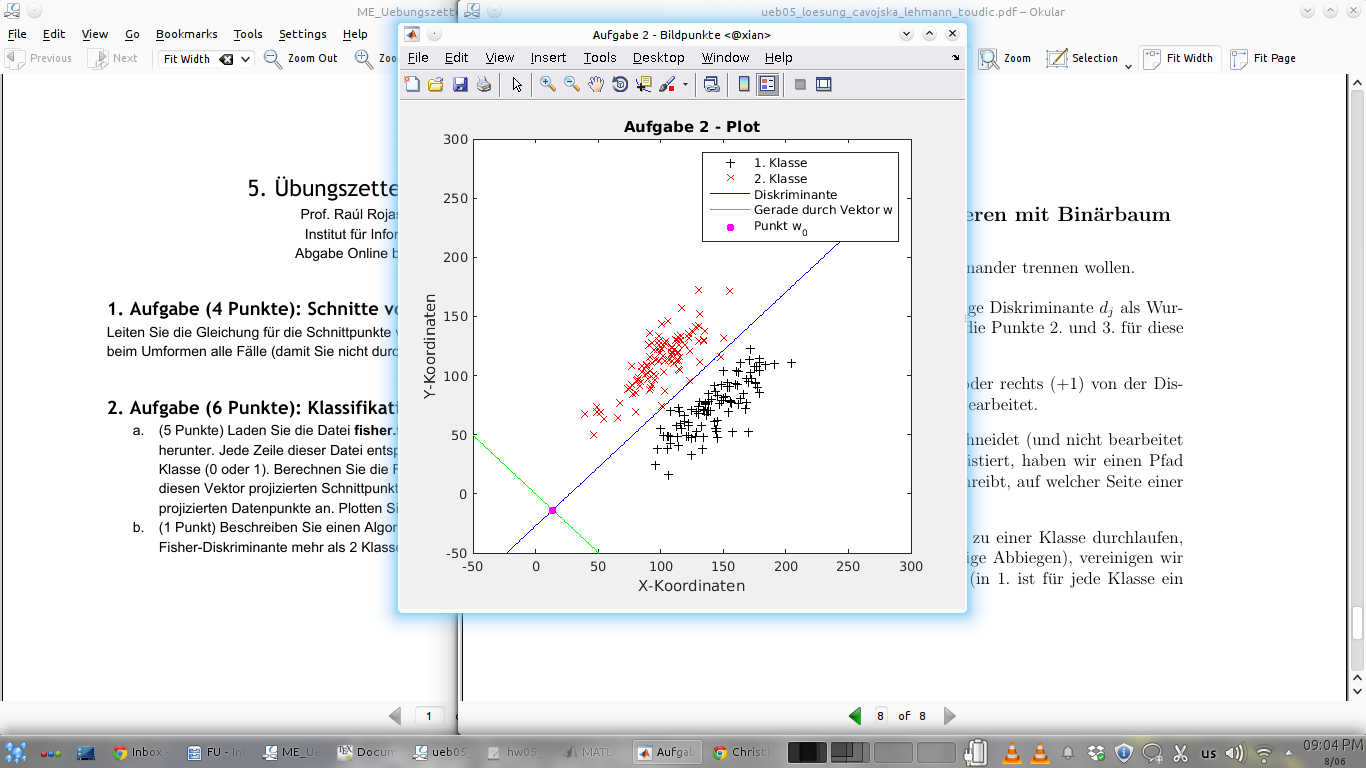 ME_Uebungszette
ueb05_loesung_cavojska_lehmann_toudic.pdf – Okular
File Edit View Go Bookmarks Tools Settings Help
Previous Next Fit Width Zoom Out Zoo
Zoom Selection Fit Width Fit Page
5. Übungszette
Prof. Raúl Rojas
Institut für Infor
Abgabe Online b
1. Aufgabe (4 Punkte): Schnitte vo
Leiten Sie die Gleichung für die Schnittpunkte
beim Umformen alle Fälle (damit Sie nicht durc
2. Aufgabe (6 Punkte): Klassifikati
a. (5 Punkte) Laden Sie die Datei fisher.
herunter. Jede Zeile dieser Datei entsp
Klasse (0 oder 1). Berechnen Sie die F
diesen Vektor projizierten Schnittpunkt
projizierten Datenpunkte an. Plotten Si
b. (1 Punkt) Beschreiben Sie einen Algor
Fisher-Diskriminante mehr als 2 Klasse
1
Aufgabe 2 - Bildpunkte <@xian>
File Edit View Insert Tools Desktop Window Help
Aufgabe 2 - Plot
1. Klasse
2. Klasse
Diskriminante
Gerade durch Vektor w
Punkt w0
300
250
200
150
100
50
0
-50
Y-Koordinaten
-50 0 50 100 150 200 250 300
X-Koordinaten
eren mit Binärbaum
nander trennen wollen.
ge Diskriminante dj als Wur-
die Punkte 2. und 3. für diese
oder rechts (+1) von der Dis-
earbeitet.
hneidet (und nicht bearbeitet
istiert, haben wir einen Pfad
hreibt, auf welcher Seite einer
zu einer Klasse durchlaufen,
ige Abbiegen), vereinigen wir
(in 1. ist für jede Klasse ein
8 of 8
Inbox - FU - In ME_Ue Docum ueb05 hw05_ MATL Aufgab Christ us 09:04 PM
8/06